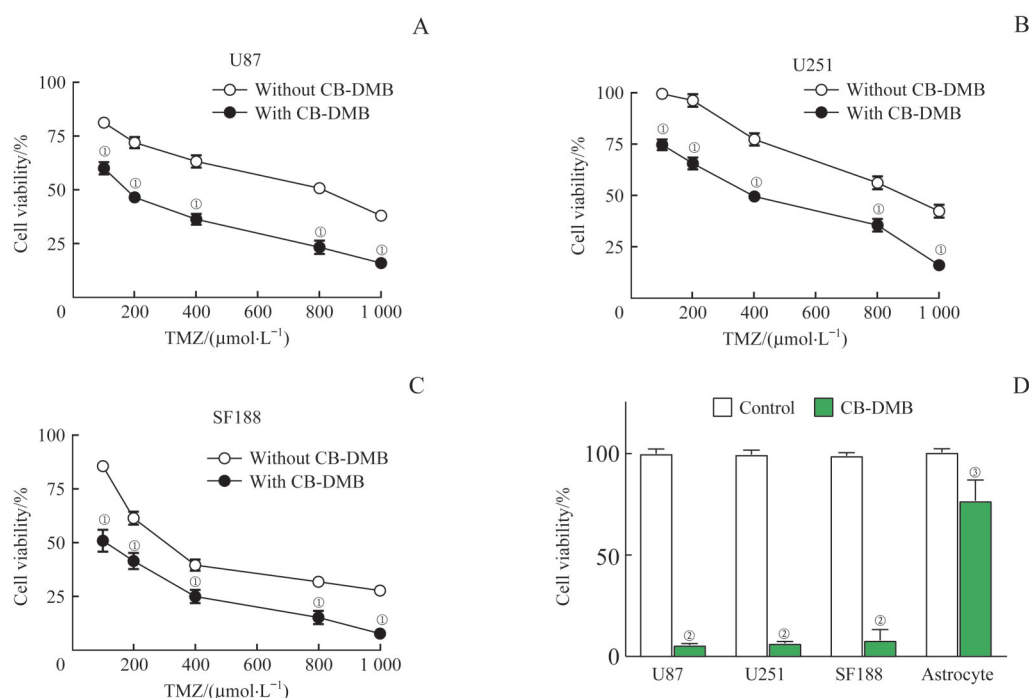 A
U87
Without CB-DMB
With CB-DMB
Cell viability/%
100
75
50
25
0
①
①
①
①
①
200
400
600
800
1 000
TMZ/(μmol·L⁻¹)
B
U251
Without CB-DMB
With CB-DMB
Cell viability/%
100
75
50
25
0
①
①
①
①
①
200
400
600
800
1 000
TMZ/(μmol·L⁻¹)
C
SF188
Without CB-DMB
With CB-DMB
Cell viability/%
100
75
50
25
0
①
①
①
①
①
200
400
600
800
1 000
TMZ/(μmol·L⁻¹)
D
Control
CB-DMB
Cell viability/%
100
50
0
②
②
②
③
U87
U251
SF188
Astrocyte